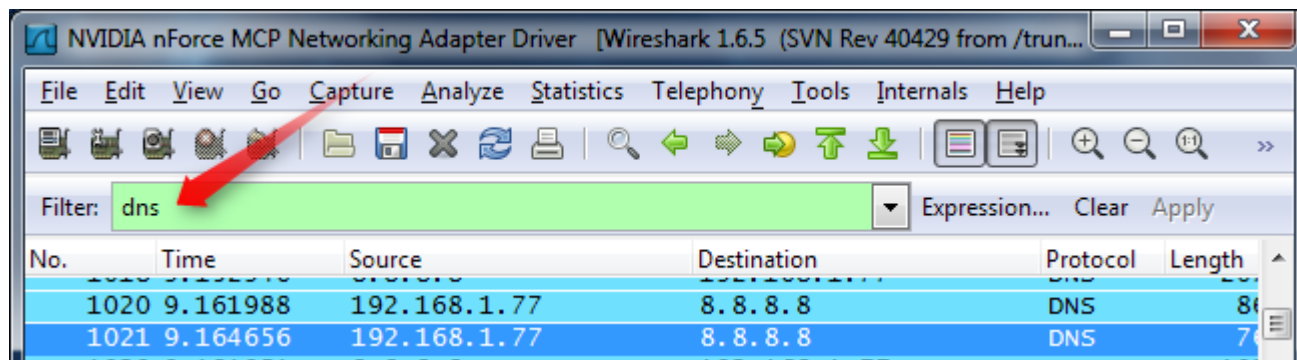 NVIDIA nForce MCP Networking Adapter Driver [Wireshark 1.6.5 (SVN Rev 40429 from /trun...
File Edit View Go Capture Analyze Statistics Telephony Tools Internals Help
Filter: dns Expression... Clear Apply
No. Time Source Destination Protocol Length
1020 9.161988 192.168.1.77 8.8.8.8 DNS
1021 9.164656 192.168.1.77 8.8.8.8 DNS